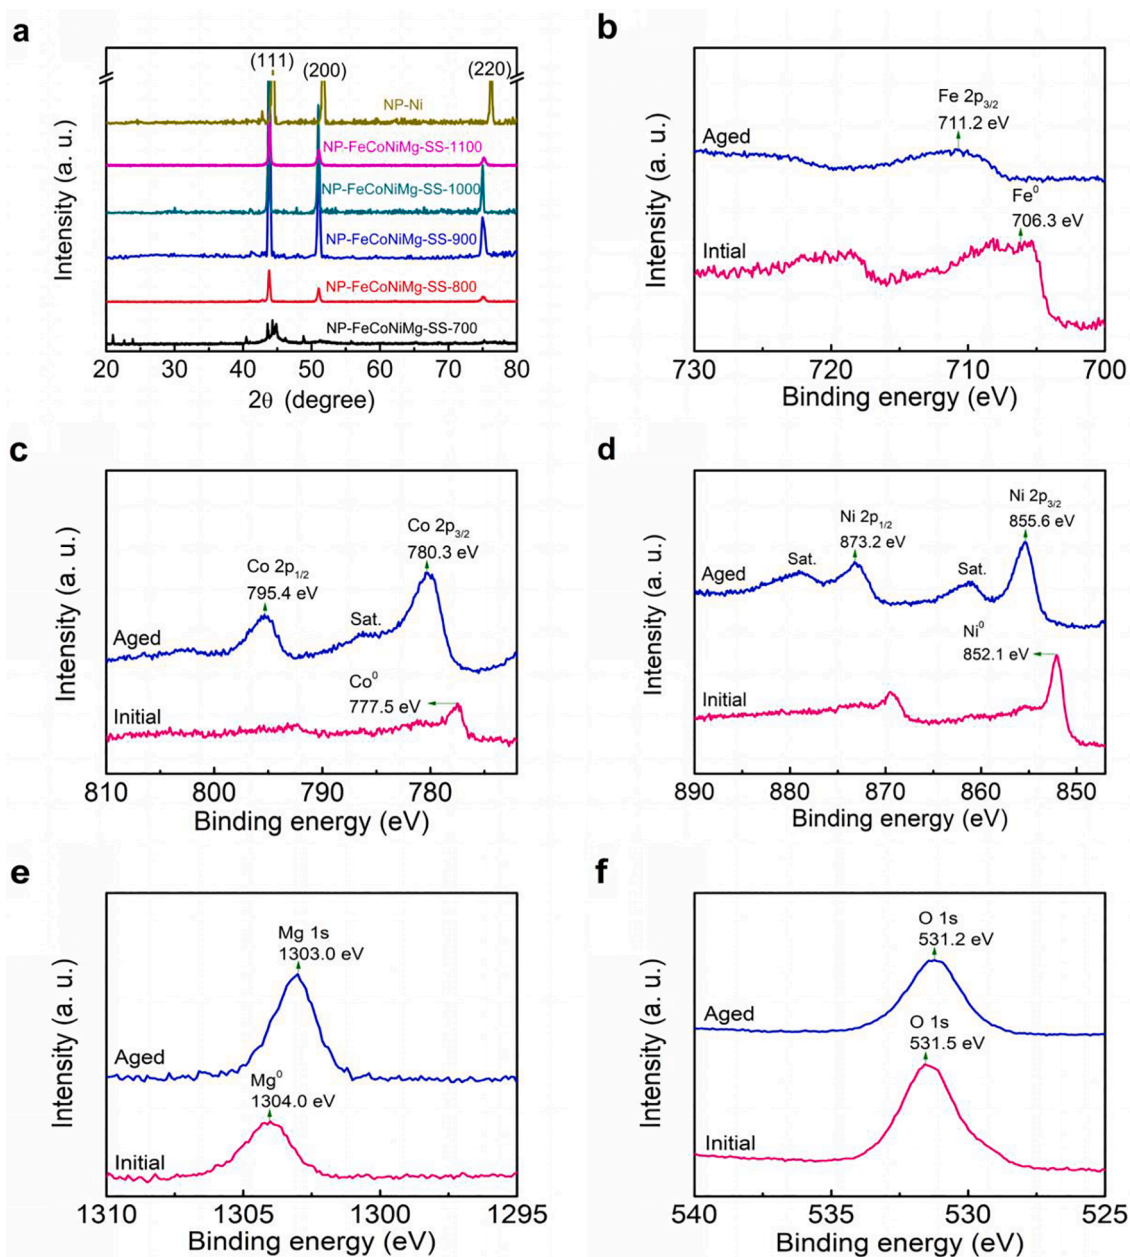 a
(111)
(200)
(220)
NP-Ni
NP-FeCoNiMg-SS-1100
NP-FeCoNiMg-SS-1000
NP-FeCoNiMg-SS-900
NP-FeCoNiMg-SS-800
NP-FeCoNiMg-SS-700
Intensity (a. u.)
20 30 40 50 60 70 80
2θ (degree)
b
Fe 2p3/2
711.2 eV
Aged
Fe0
706.3 eV
Intial
Intensity (a. u.)
730 720 710 700
Binding energy (eV)
c
Co 2p3/2
780.3 eV
Co 2p1/2
795.4 eV
Sat.
Aged
Co0
777.5 eV
Initial
Intensity (a. u.)
810 800 790 780
Binding energy (eV)
d
Ni 2p3/2
855.6 eV
Ni 2p1/2
873.2 eV
Sat.
Sat.
Aged
Ni0
852.1 eV
Initial
Intensity (a. u.)
890 880 870 860 850
Binding energy (eV)
e
Mg 1s
1303.0 eV
Aged
Mg0
1304.0 eV
Initial
Intensity (a. u.)
1310 1305 1300 1295
Binding energy (eV)
f
O 1s
531.2 eV
Aged
O 1s
531.5 eV
Initial
Intensity (a. u.)
540 535 530 525
Binding energy (eV)